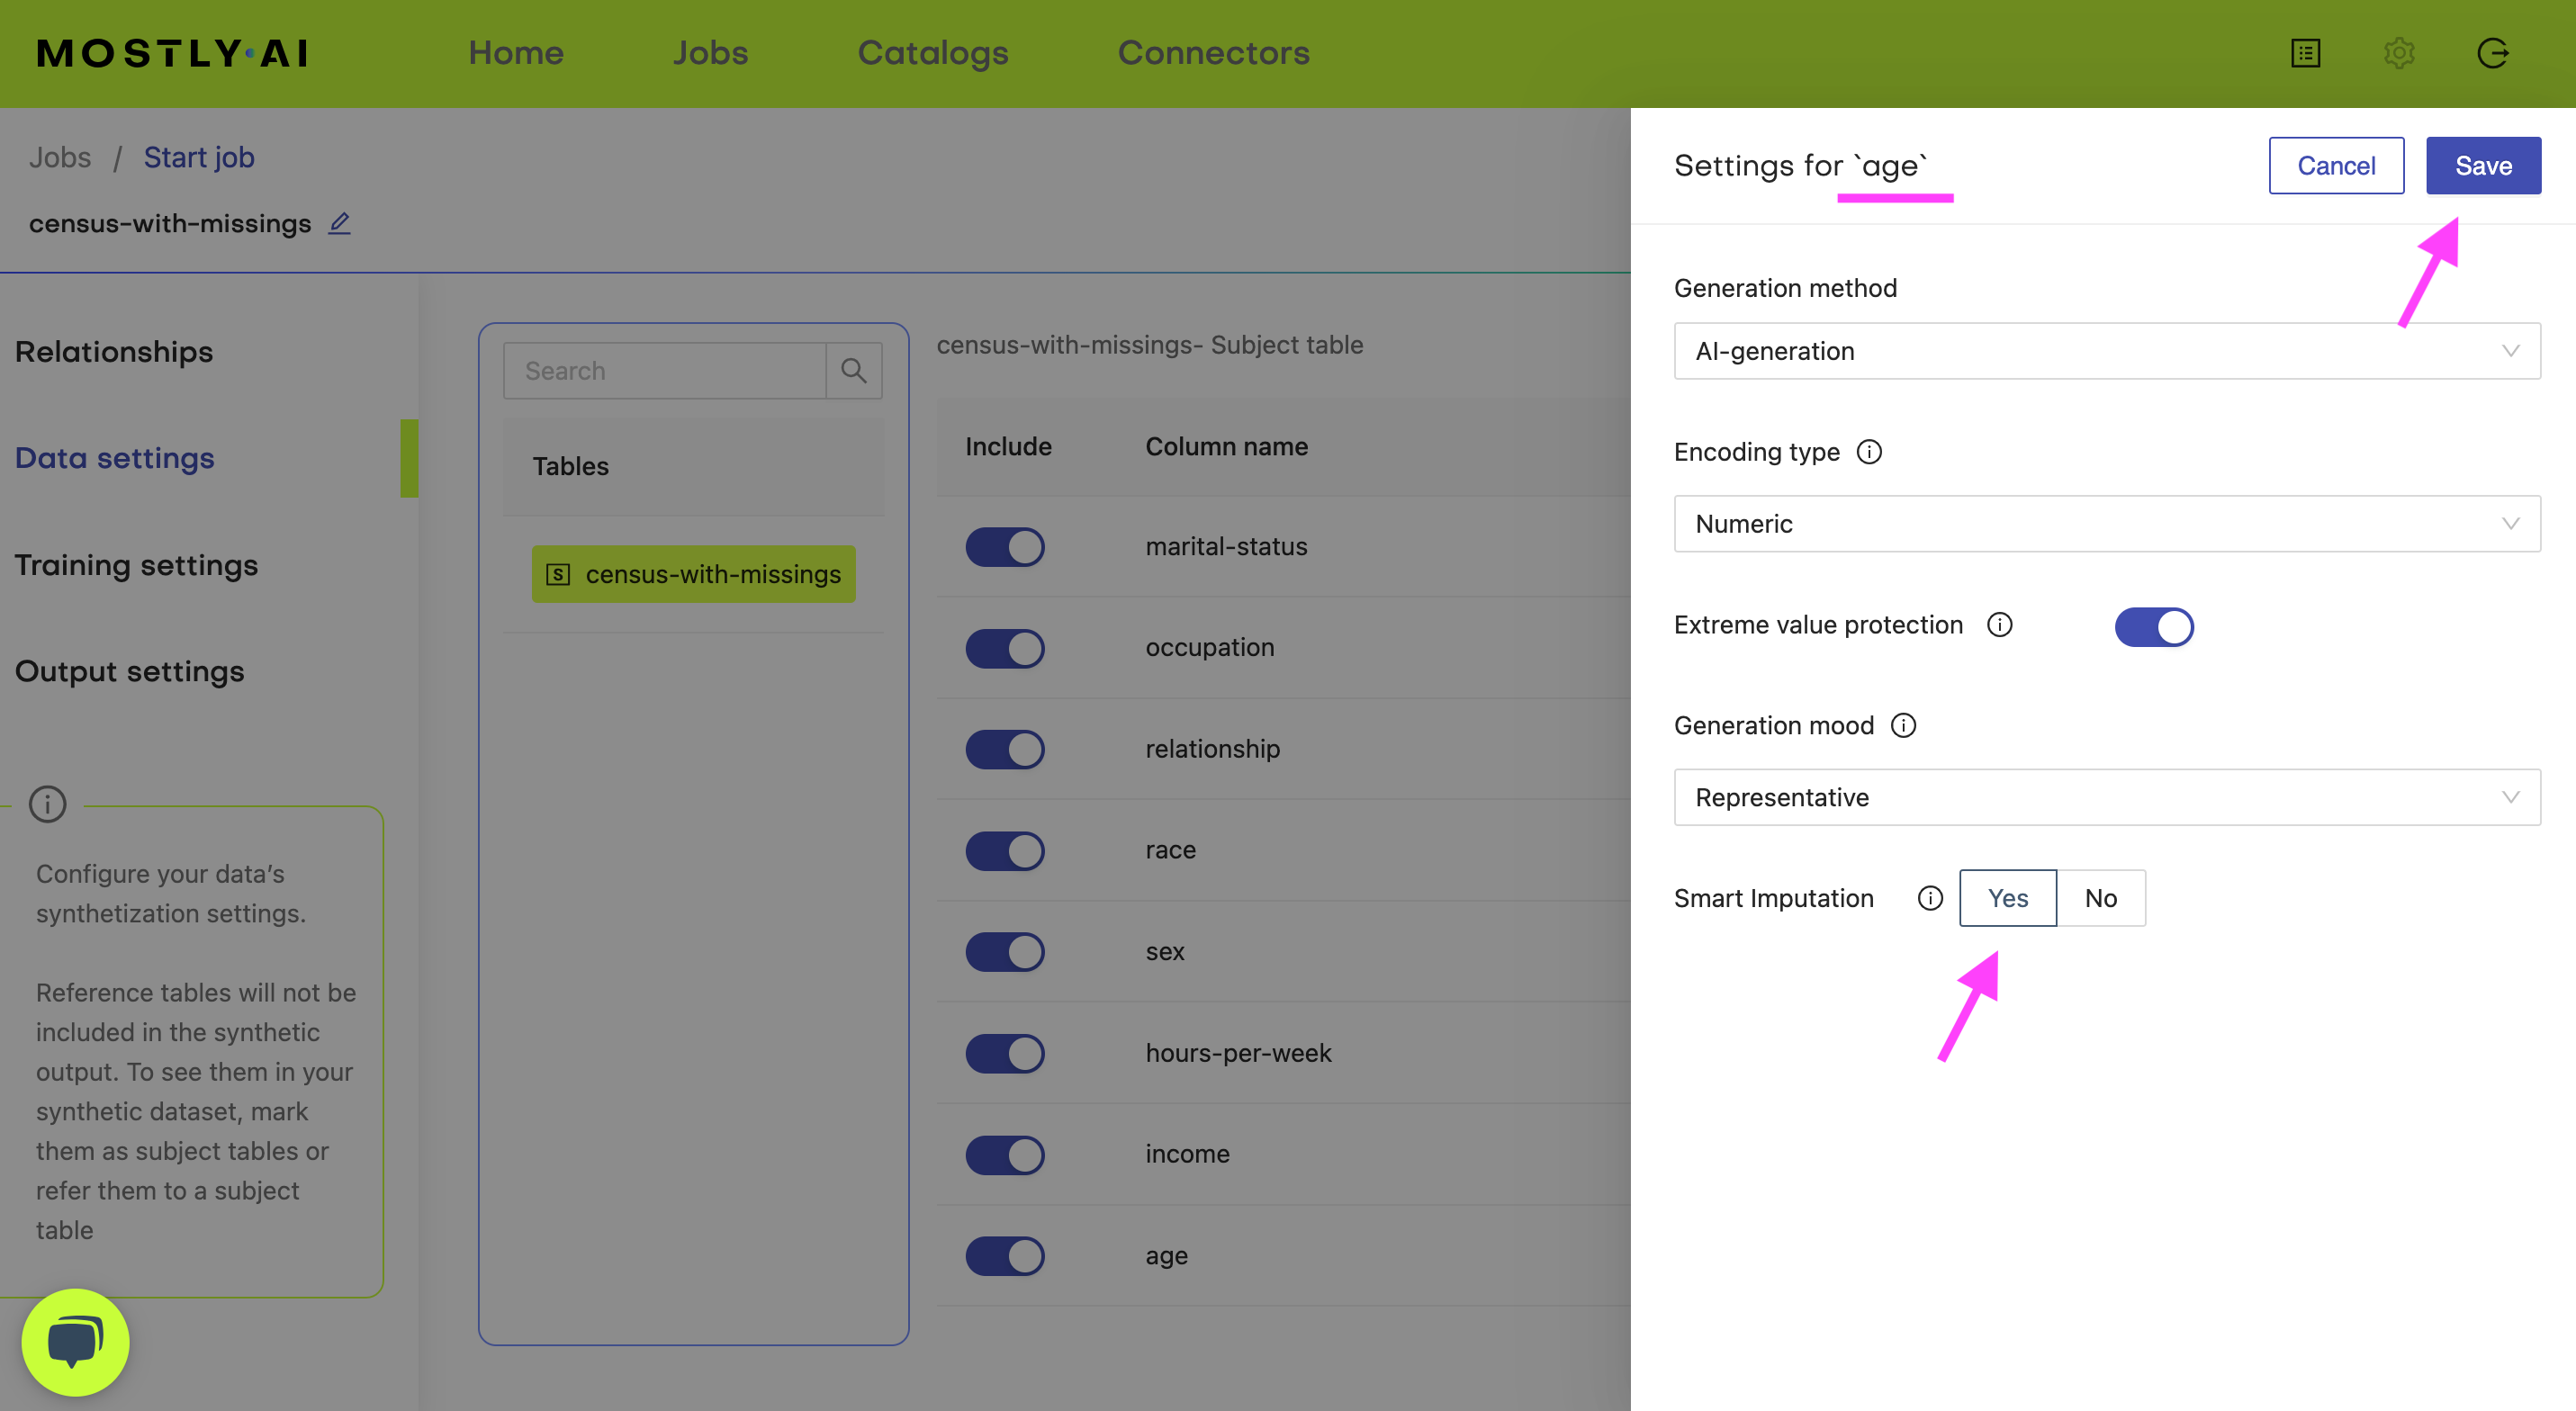 MOSTLY·AI
Home
Jobs
Catalogs
Connectors
Jobs / Start job
census-with-missings
Relationships
Data settings
Training settings
Output settings
Configure your data’s
synthetization settings.
Reference tables will not be
included in the synthetic
output. To see them in your
synthetic dataset, mark
them as subject tables or
refer them to a subject
table
Search
Tables
S census-with-missings
census-with-missings- Subject table
Include Column name
marital-status
occupation
relationship
race
sex
hours-per-week
income
age
Settings for `age`
Cancel
Save
Generation method
AI-generation
Encoding type
Numeric
Extreme value protection
Generation mood
Representative
Smart Imputation Yes No